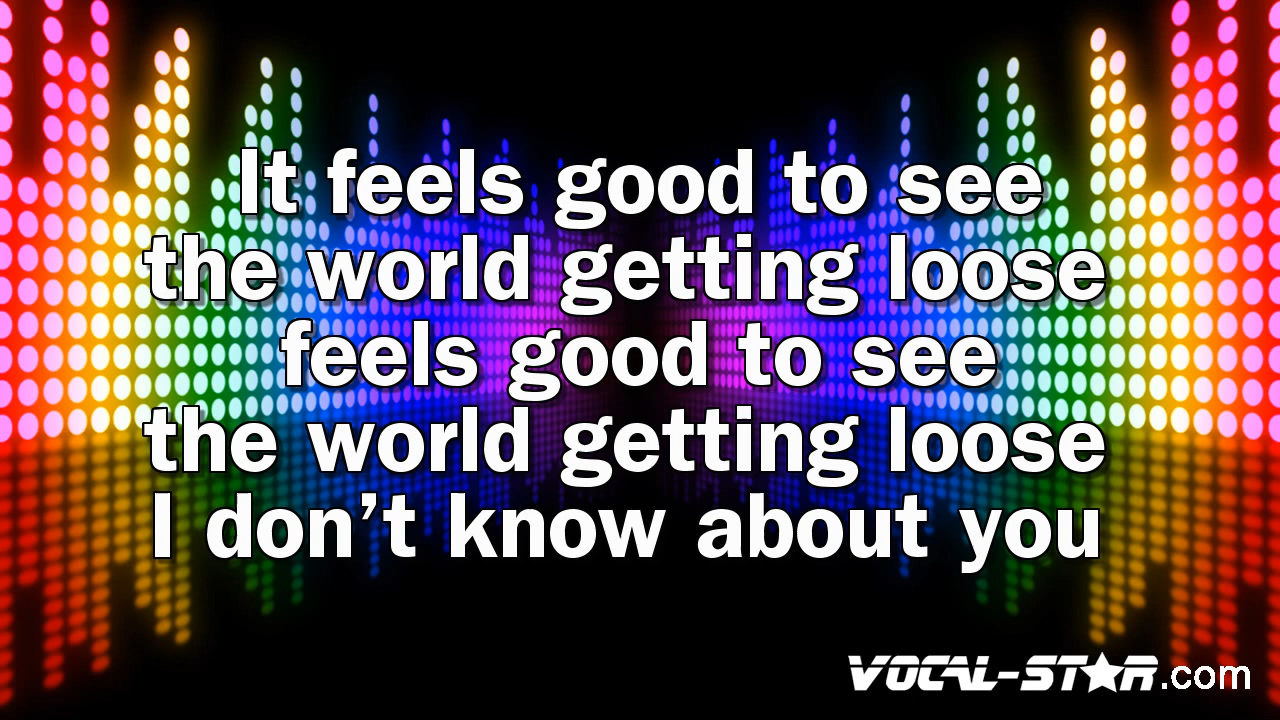 It feels good to see
the world getting loose
feels good to see
the world getting loose
I don’t know about you
VOCAL-STAR.com